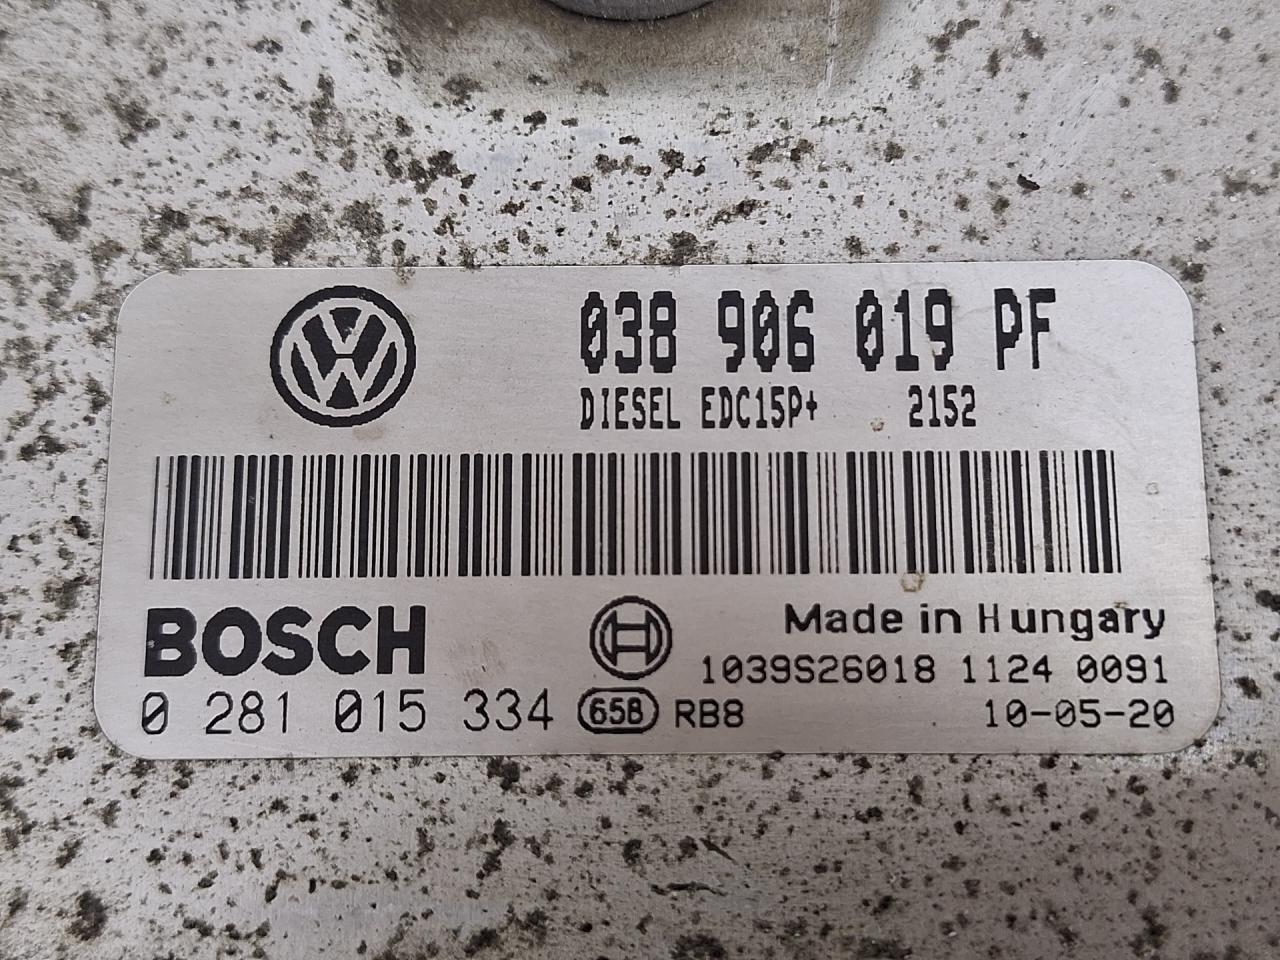 038 906 019 PF
DIESEL EDC15P+ 2152
BOSCH
Made in Hungary
1039S26018 1124 0091
0 281 015 334 65B RB8 10-05-20